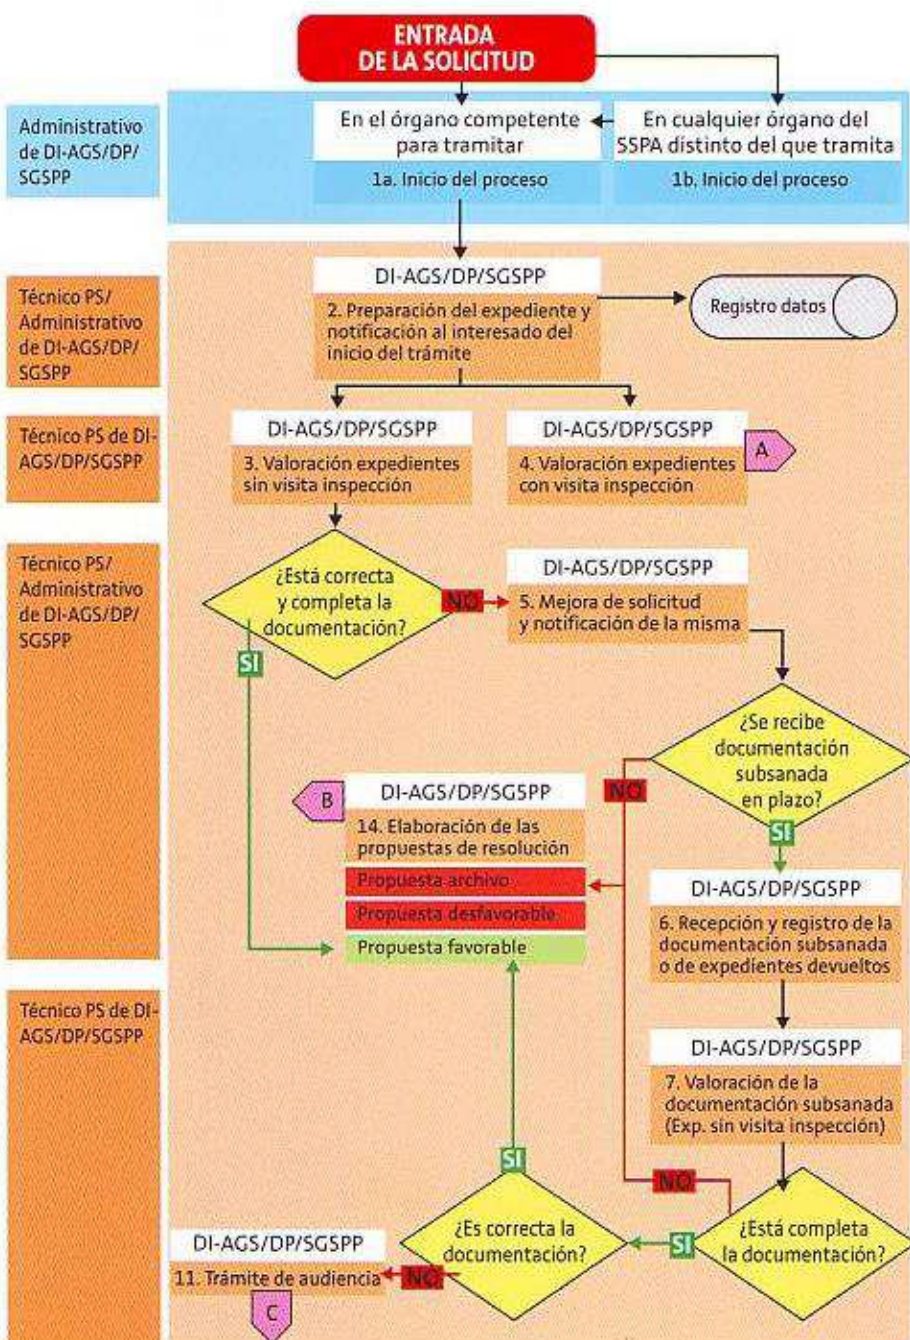 ENTRADA
DE LA SOLICITUD
Administrativo
de DI-AGS/DP/
SGSPP
En el órgano competente
para tramitar
1a. Inicio del proceso
En cualquier órgano del
SSPA distinto del que tramita
1b. Inicio del proceso
Técnico PS/
Administrativo
de DI-AGS/DP/
SGSPP
DI-AGS/DP/SGSPP
2. Preparación del expediente y
notificación al interesado del
inicio del trámite
Registro datos
Técnico PS de DI-
AGS/DP/SGSPP
DI-AGS/DP/SGSPP
3. Valoración expedientes
sin visita inspección
DI-AGS/DP/SGSPP
4. Valoración expedientes
con visita inspección
A
Técnico PS/
Administrativo
de DI-AGS/DP/
SGSPP
¿Está correcta
y completa la
documentación?
NO
SI
DI-AGS/DP/SGSPP
5. Mejora de solicitud
y notificación de la misma
¿Se recibe
documentación
subsanada
en plazo?
NO
SI
B
DI-AGS/DP/SGSPP
14. Elaboración de las
propuestas de resolución
Propuesta archivo
Propuesta desfavorable
Propuesta favorable
DI-AGS/DP/SGSPP
6. Recepción y registro de la
documentación subsanada
o de expedientes devueltos
Técnico PS de DI-
AGS/DP/SGSPP
DI-AGS/DP/SGSPP
7. Valoración de la
documentación subsanada
(Exp. sin visita inspección)
SI
NO
¿Está completa
la documentación?
SI
¿Es correcta la
documentación?
NO
DI-AGS/DP/SGSPP
11. Trámite de audiencia
C